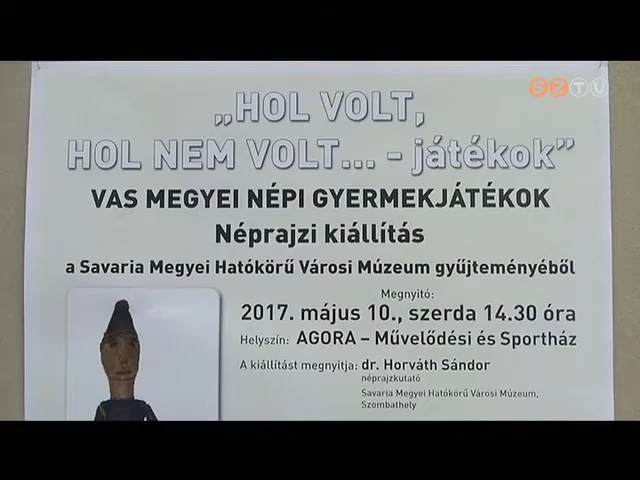 SZTV
„HOL VOLT,
HOL NEM VOLT... - játékok”
VAS MEGYEI NÉPI GYERMEKJÁTÉKOK
Néprajzi kiállítás
a Savaria Megyei Hatókörű Városi Múzeum gyűjteményéből
Megnyitó:
2017. május 10., szerda 14.30 óra
Helyszín: AGORA – Művelődési és Sportház
A kiállítást megnyitja: dr. Horváth Sándor
néprajzkutató
Savaria Megyei Hatókörű Városi Múzeum,
Szombathely